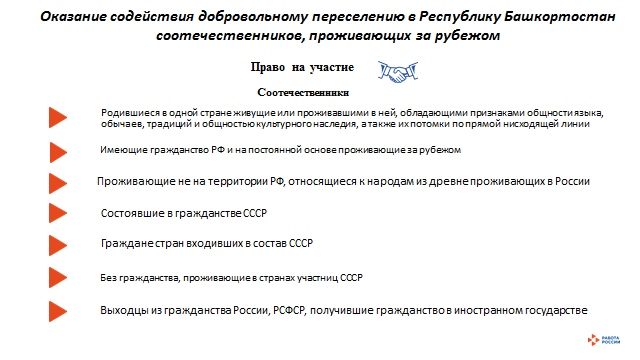 Оказание содействия добровольному переселению в Республику Башкортостан
соотечественников, проживающих за рубежом
Право на участие
Соотечественники
Родившиеся в одной стране живущие или проживавшими в ней, обладающими признаками общности языка,
обычаев, традиций и общностью культурного наследия, а также их потомки по прямой нисходящей линии
Имеющие гражданство РФ и на постоянной основе проживающие за рубежом
Проживающие не на территории РФ, относящиеся к народам из древне проживающих в России
Состоявшие в гражданстве СССР
Граждане стран входивших в состав СССР
Без гражданства, проживающие в странах участниц СССР
Выходцы из гражданства России, РСФСР, получившие гражданство в иностранном государстве
РАБОТА
РОССИИ